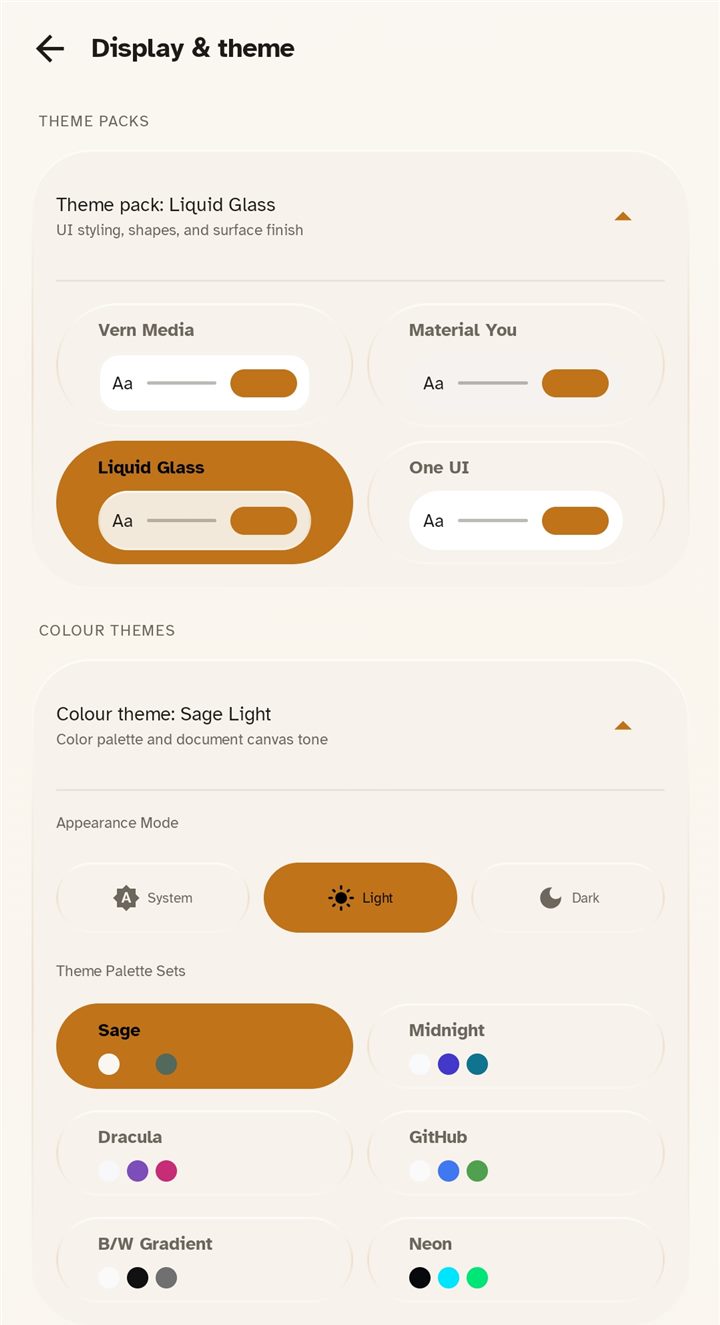 Display & theme
THEME PACKS
Theme pack: Liquid Glass
UI styling, shapes, and surface finish
Vern Media
Material You
Aa
Aa
Liquid Glass
One UI
Aa
Aa
COLOUR THEMES
Colour theme: Sage Light
Color palette and document canvas tone
Appearance Mode
A System
Light
Dark
Theme Palette Sets
Sage
Midnight
Dracula
GitHub
B/W Gradient
Neon